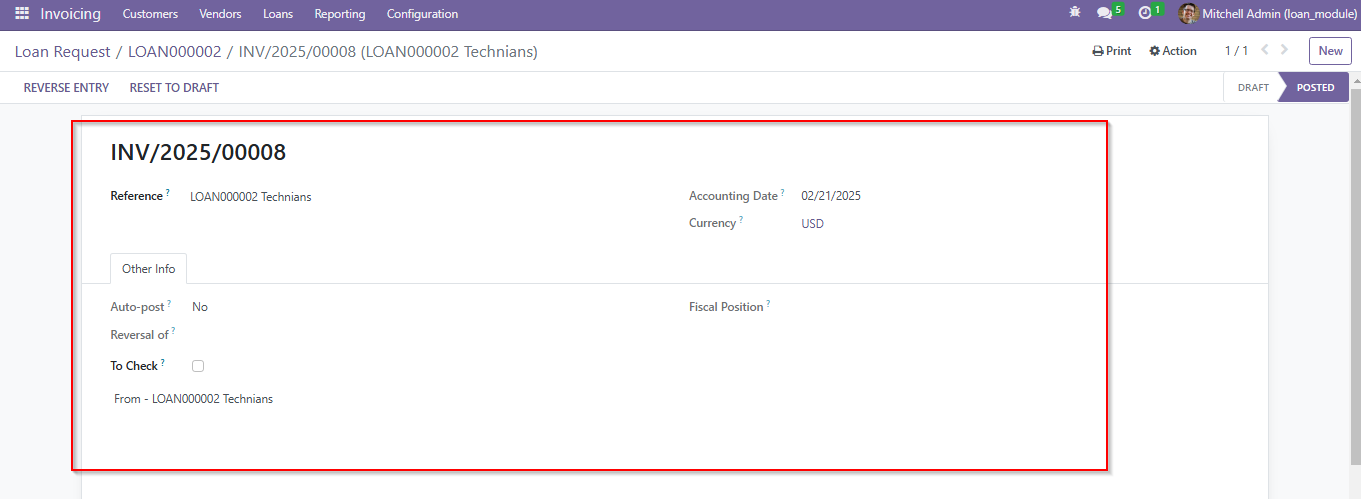 Invoicing Customers Vendors Loans Reporting Configuration 5 1 Mitchell Admin (loan_module)
Loan Request / LOAN000002 / INV/2025/00008 (LOAN000002 Technians) Print Action 1 / 1 New
REVERSE ENTRY RESET TO DRAFT DRAFT POSTED
INV/2025/00008
Reference ? LOAN000002 Technians Accounting Date ? 02/21/2025
Currency ? USD
Other Info
Auto-post ? No Fiscal Position ?
Reversal of ?
To Check ?
From - LOAN000002 Technians